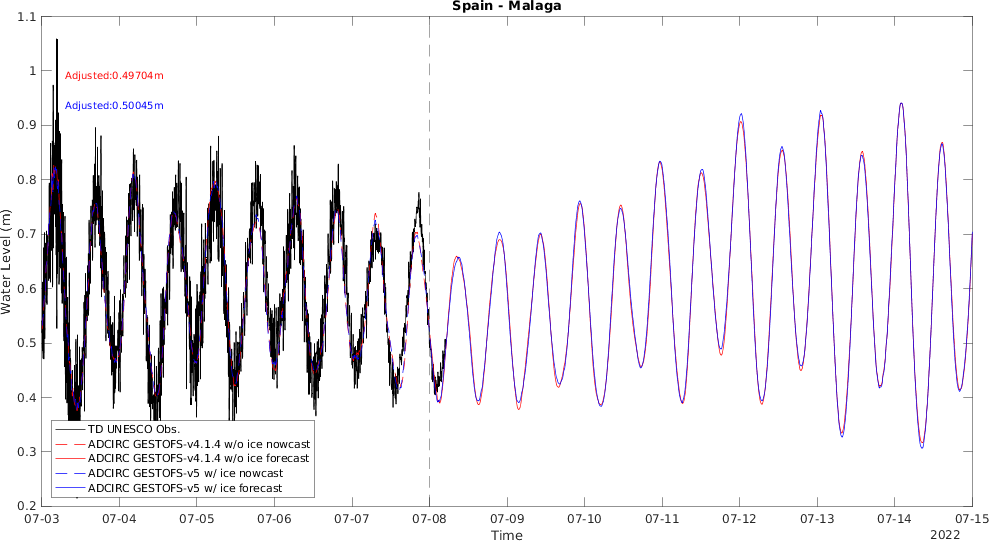 Spain - Malaga
1.1
1
0.9
0.8
0.7
0.6
0.5
0.4
0.3
0.2
Water Level (m)
Adjusted:0.49704m
Adjusted:0.50045m
TD UNESCO Obs.
ADCIRC GESTOFS-v4.1.4 w/o ice nowcast
ADCIRC GESTOFS-v4.1.4 w/o ice forecast
ADCIRC GESTOFS-v5 w/ ice nowcast
ADCIRC GESTOFS-v5 w/ ice forecast
07-03 07-04 07-05 07-06 07-07 07-08 07-09 07-10 07-11 07-12 07-13 07-14 07-15
Time
2022